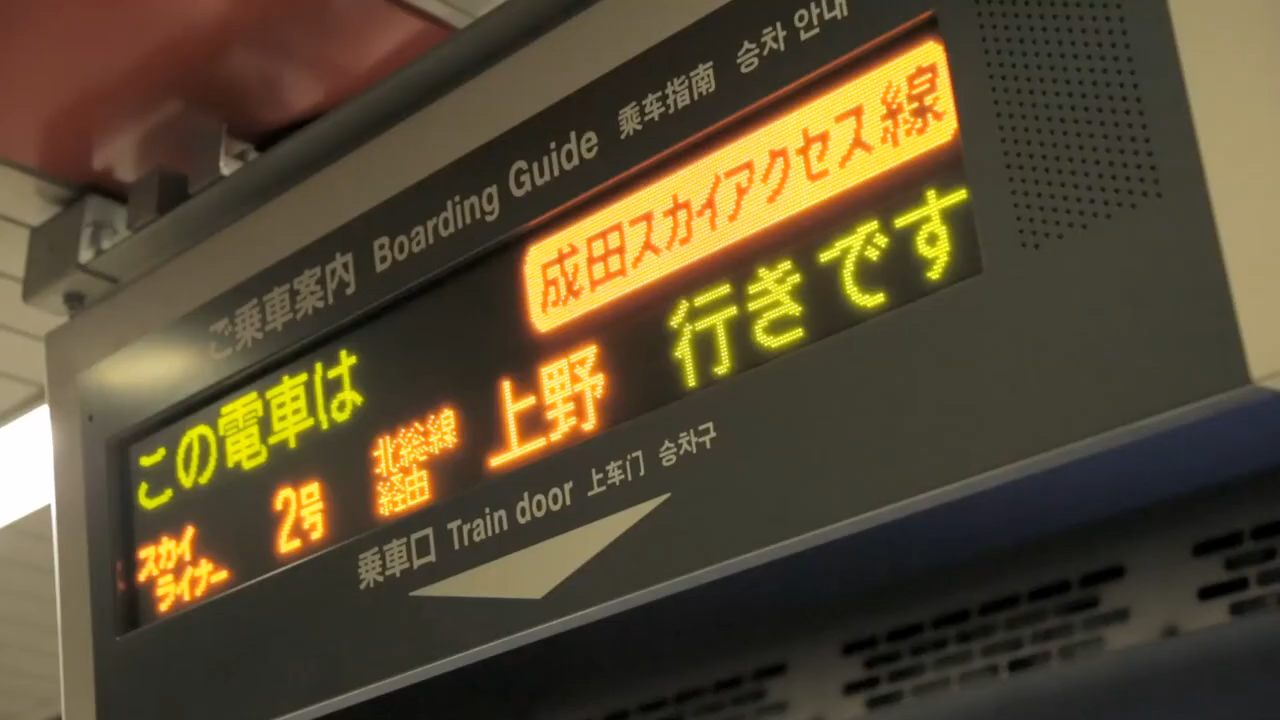 ご乗車案内 Boarding Guide 乘车指南 승차 안내
成田スカイアクセス線
この電車は
スカイライナー 2号 北総線経由 上野 行きです
乗車口 Train door 上车门 승차구